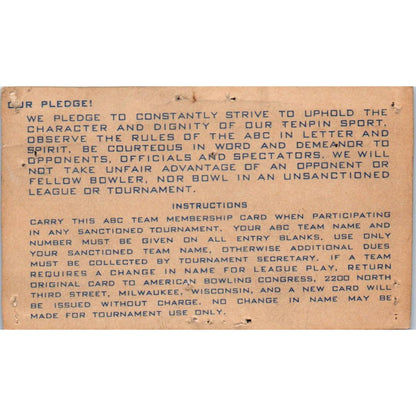 OUR PLEDGE!
WE PLEDGE TO CONSTANTLY STRIVE TO UPHOLD THE
CHARACTER AND DIGNITY OF OUR TENPIN SPORT,
OBSERVE THE RULES OF THE ABC IN LETTER AND
SPIRIT, BE COURTEOUS IN WORD AND DEMEANOR TO
OPPONENTS, OFFICIALS AND SPECTATORS, WE WILL
NOT TAKE UNFAIR ADVANTAGE OF AN OPPONENT OR
FELLOW BOWLER, NOR BOWL IN AN UNSANCTIONED
LEAGUE OR TOURNAMENT.
INSTRUCTIONS
CARRY THIS ABC TEAM MEMBERSHIP CARD WHEN PARTICIPATING
IN ANY SANCTIONED TOURNAMENT. YOUR ABC TEAM NAME AND
NUMBER MUST BE GIVEN ON ALL ENTRY BLANKS, USE ONLY
YOUR SANCTIONED TEAM NAME, OTHERWISE ADDITIONAL DUES
MUST BE COLLECTED BY TOURNAMENT SECRETARY. IF A TEAM
REQUIRES A CHANGE IN NAME FOR LEAGUE PLAY, RETURN
ORIGINAL CARD TO AMERICAN BOWLING CONGRESS, 2200 NORTH
THIRD STREET, MILWAUKEE, WISCONSIN, AND A NEW CARD WILL
BE ISSUED WITHOUT CHARGE. NO CHANGE IN NAME MAY BE
MADE FOR TOURNAMENT USE ONLY.